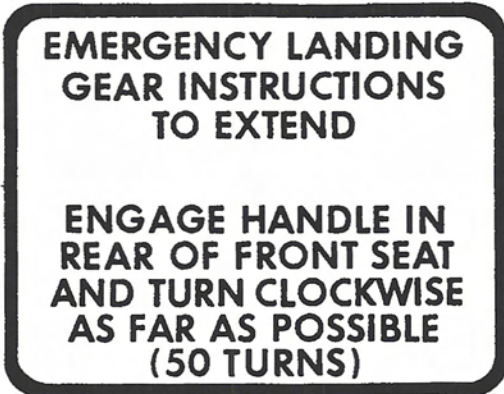 EMERGENCY LANDING
GEAR INSTRUCTIONS
TO EXTEND
ENGAGE HANDLE IN
REAR OF FRONT SEAT
AND TURN CLOCKWISE
AS FAR AS POSSIBLE
(50 TURNS)